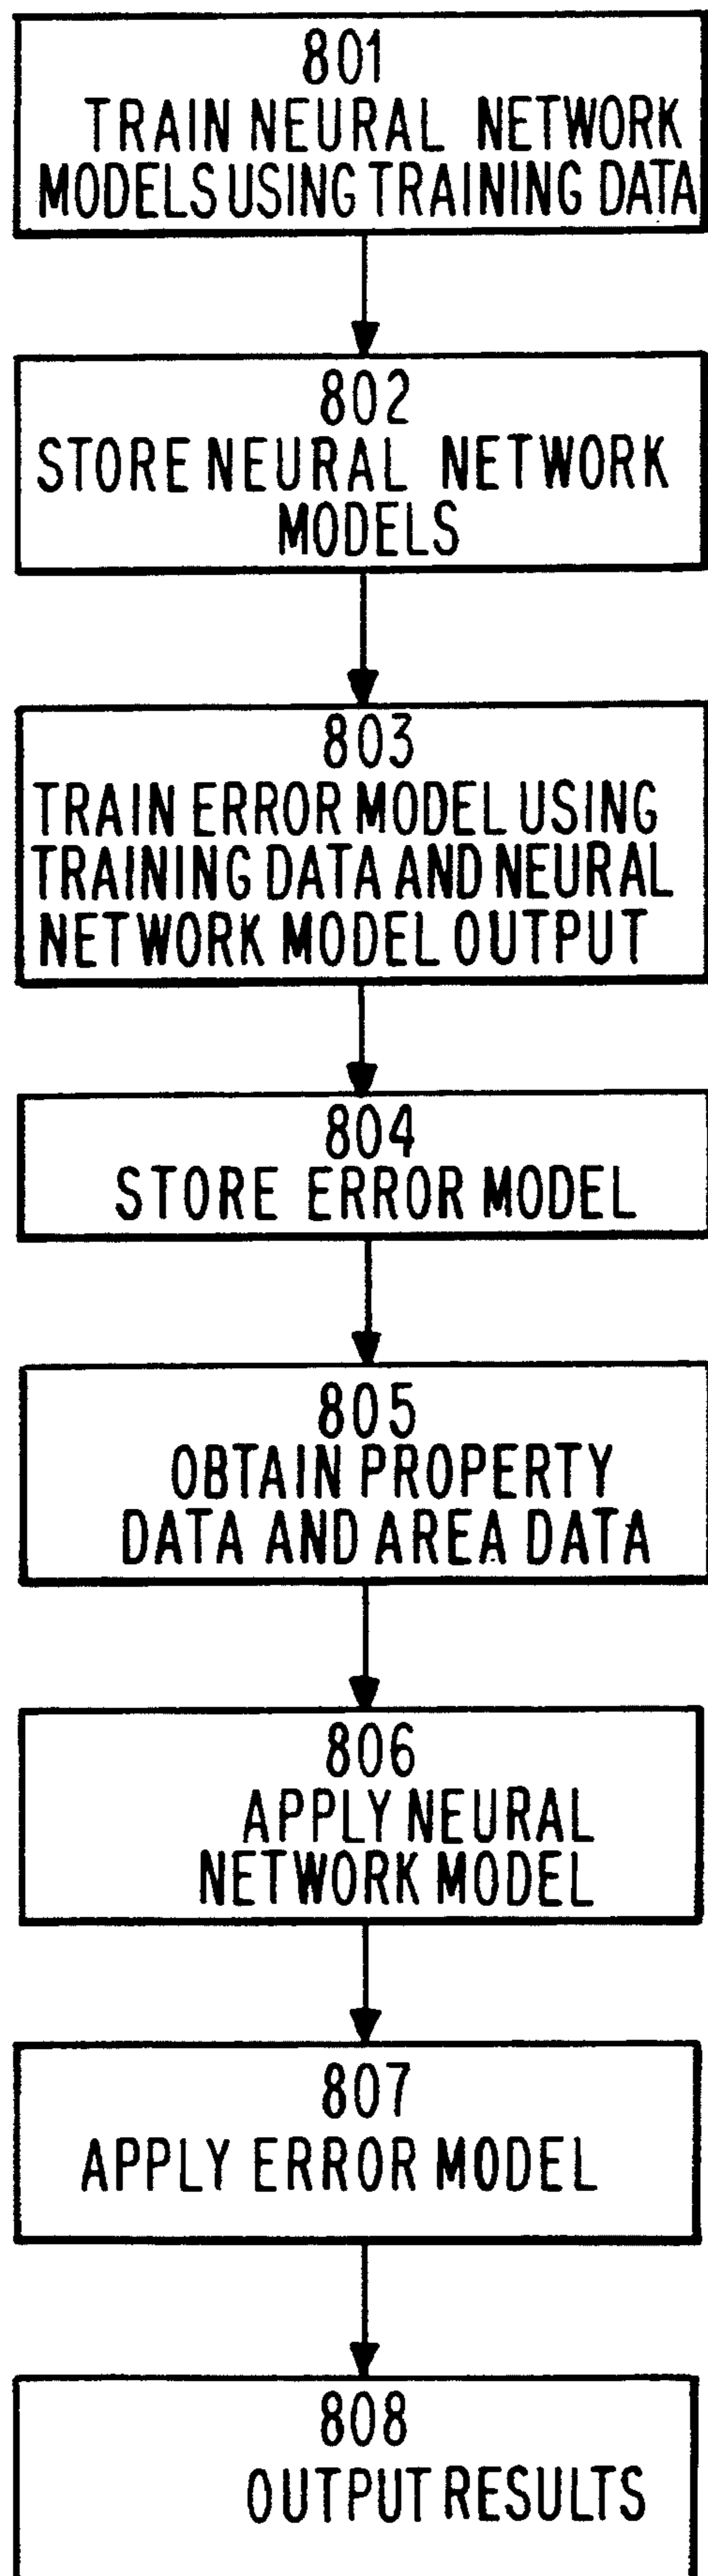 801
TRAIN NEURAL NETWORK
MODELS USING TRAINING DATA
802
STORE NEURAL NETWORK
MODELS
803
TRAIN ERROR MODEL USING
TRAINING DATA AND NEURAL
NETWORK MODEL OUTPUT
804
STORE ERROR MODEL
805
OBTAIN PROPERTY
DATA AND AREA DATA
806
APPLY NEURAL
NETWORK MODEL
807
APPLY ERROR MODEL
808
OUTPUT RESULTS